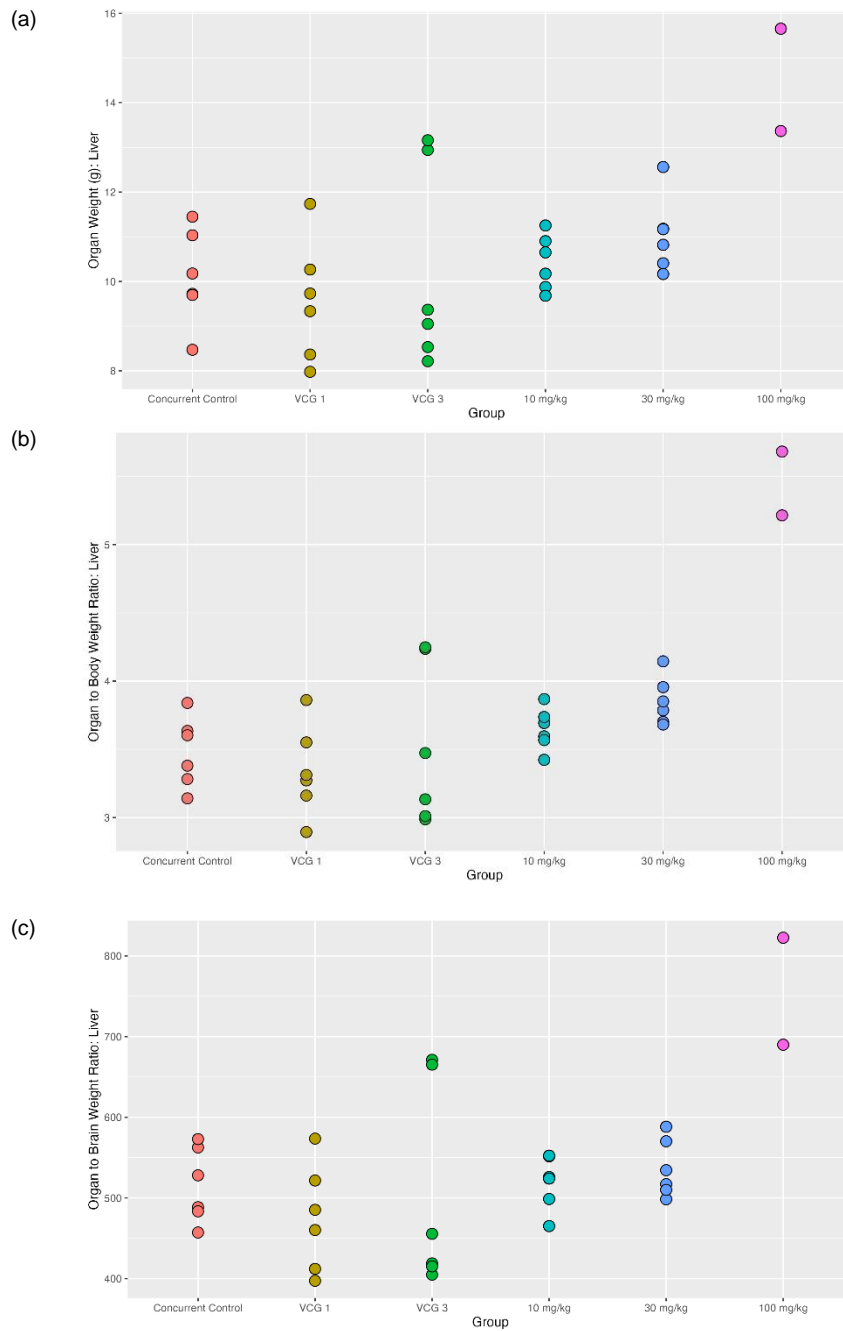 (a)
Organ Weight (g): Liver
16
14
12
10
8
Concurrent Control VCG 1 VCG 3 10 mg/kg 30 mg/kg 100 mg/kg
Group
(b)
Organ to Body Weight Ratio: Liver
5
4
3
Concurrent Control VCG 1 VCG 3 10 mg/kg 30 mg/kg 100 mg/kg
Group
(c)
Organ to Brain Weight Ratio: Liver
800
700
600
500
400
Concurrent Control VCG 1 VCG 3 10 mg/kg 30 mg/kg 100 mg/kg
Group